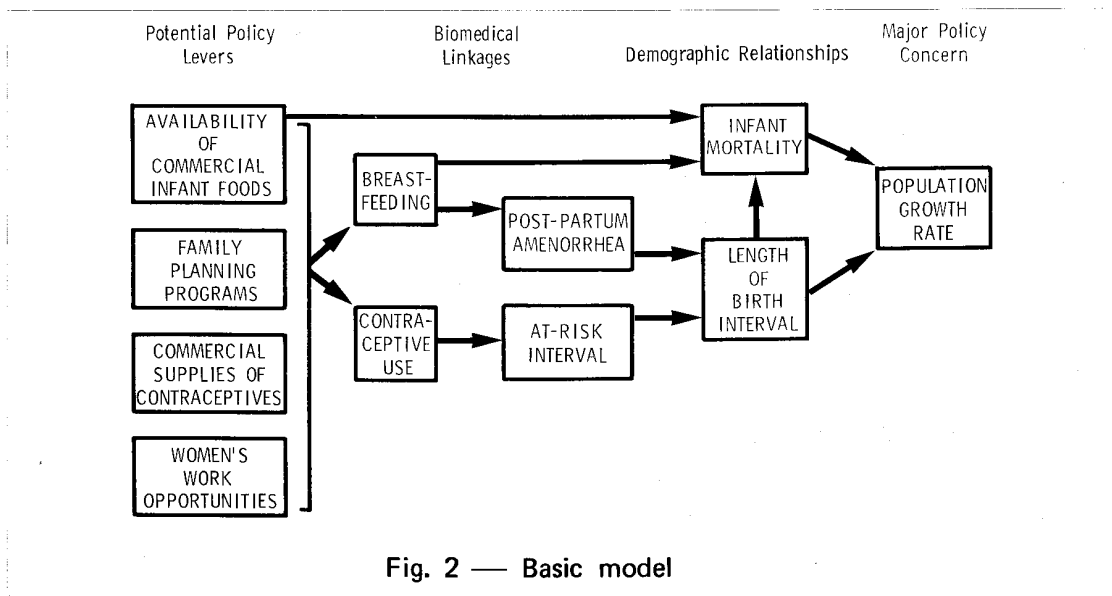 Potential Policy
Levers
Biomedical
Linkages
Demographic Relationships
Major Policy
Concern
AVAILABILITY
OF
COMMERCIAL
INFANT FOODS
FAMILY
PLANNING
PROGRAMS
COMMERCIAL
SUPPLIES OF
CONTRACEPTIVES
WOMEN'S
WORK
OPPORTUNITIES
BREAST-
FEEDING
CONTRA-
CEPTIVE
USE
POST-PARTUM
AMENORRHEA
AT-RISK
INTERVAL
INFANT
MORTALITY
LENGTH
OF
BIRTH
INTERVAL
POPULATION
GROWTH
RATE
Fig. 2 — Basic model